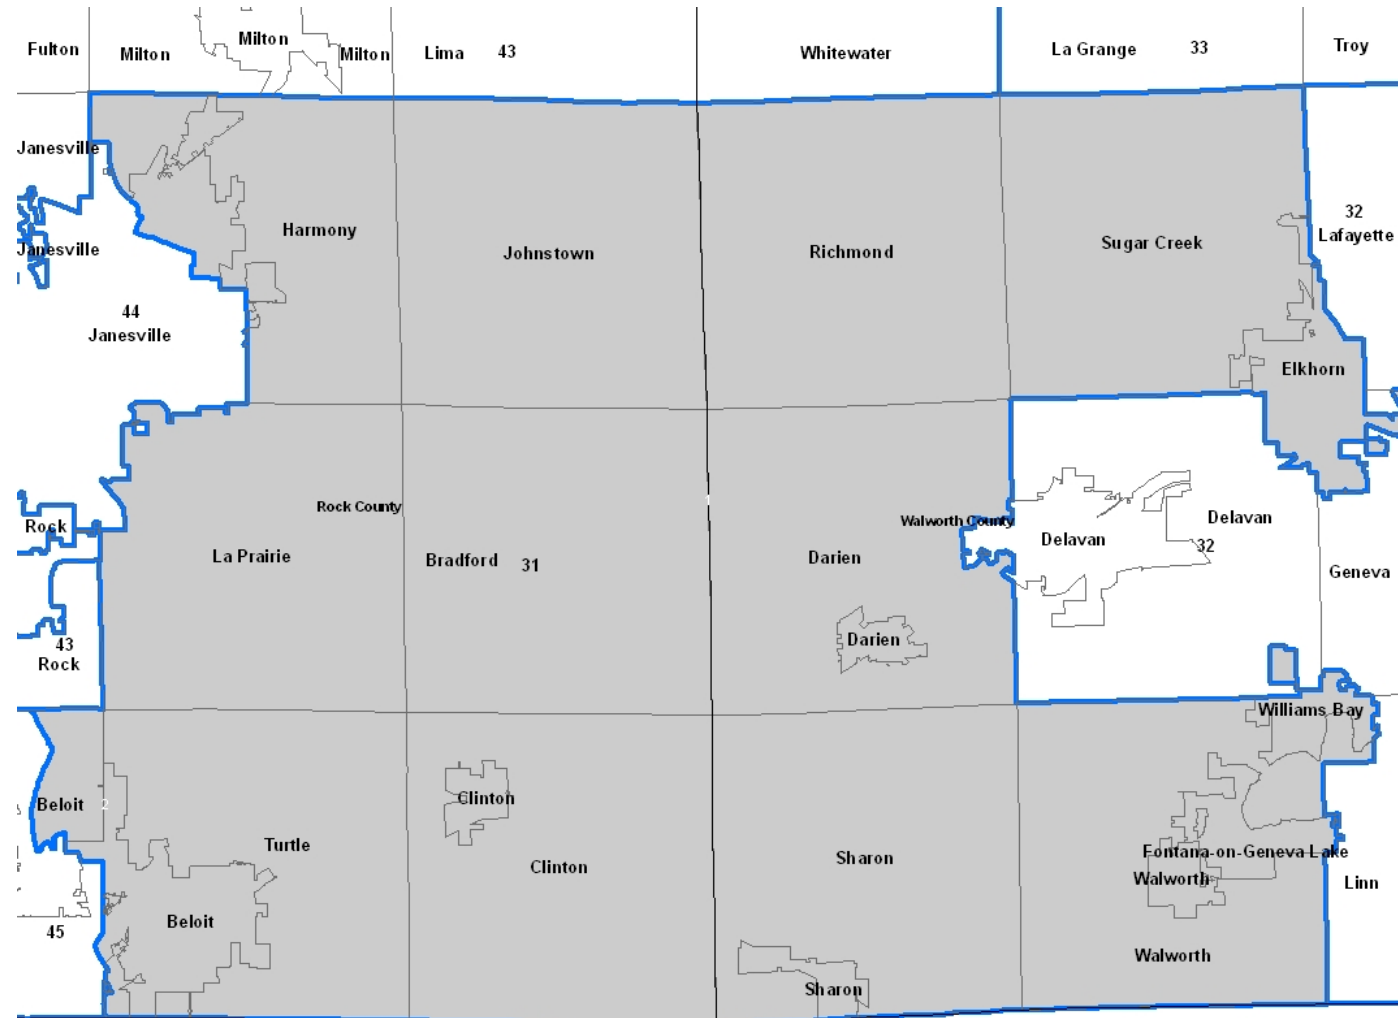 Fulton
Milton
Milton
Milton
Lima
43
Whitewater
La Grange
33
Troy
Janesville
Janesville
44
Janesville
Harmony
Johnstown
Richmond
Sugar Creek
32
Lafayette
Elkhorn
Rock
Rock County
1
Walworth County
Delavan
Delavan
32
La Prairie
Bradford
31
Darien
Geneva
43
Rock
Darien
Williams Bay
Beloit
2
Clinton
Turtle
Clinton
Sharon
Fontana-on-Geneva Lake
Walworth
Linn
45
Beloit
Walworth
Sharon